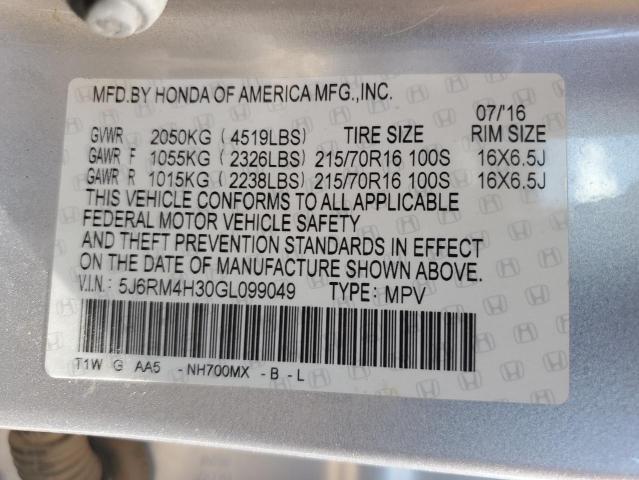 MFD.BY HONDA OF AMERICA MFG.,INC.
07/16
GVWR 2050KG (4519LBS) TIRE SIZE RIM SIZE
GAWR F 1055KG (2326LBS) 215/70R16 100S 16X6.5J
GAWR R 1015KG (2238LBS) 215/70R16 100S 16X6.5J
THIS VEHICLE CONFORMS TO ALL APPLICABLE
FEDERAL MOTOR VEHICLE SAFETY
AND THEFT PREVENTION STANDARDS IN EFFECT
ON THE DATE OF MANUFACTURE SHOWN ABOVE.
V.I.N.: 5J6RM4H30GL099049 TYPE: MPV
T1W G AA5 -NH700MX -B -L